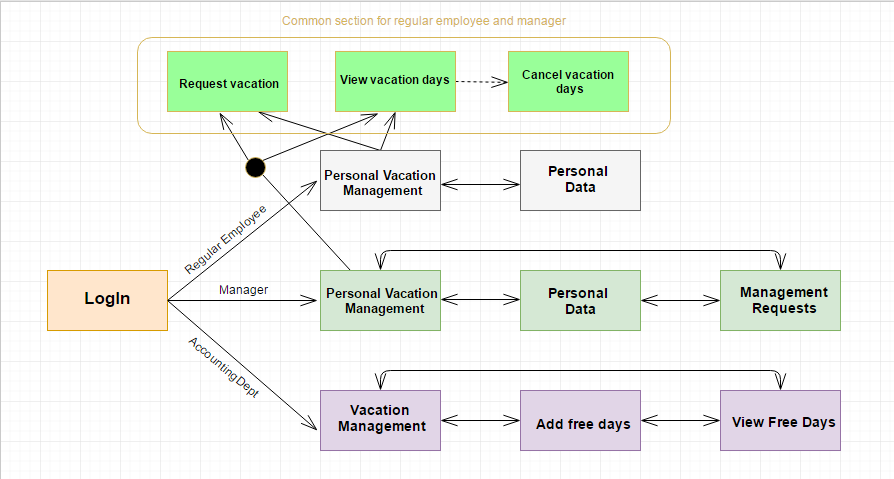 Common section for regular employee and manager
Request vacation
View vacation days
Cancel vacation
days
Personal Vacation
Management
Personal
Data
Regular Employee
LogIn
Manager
Personal Vacation
Management
Personal
Data
Management
Requests
AccountingDept
Vacation
Management
Add free days
View Free Days